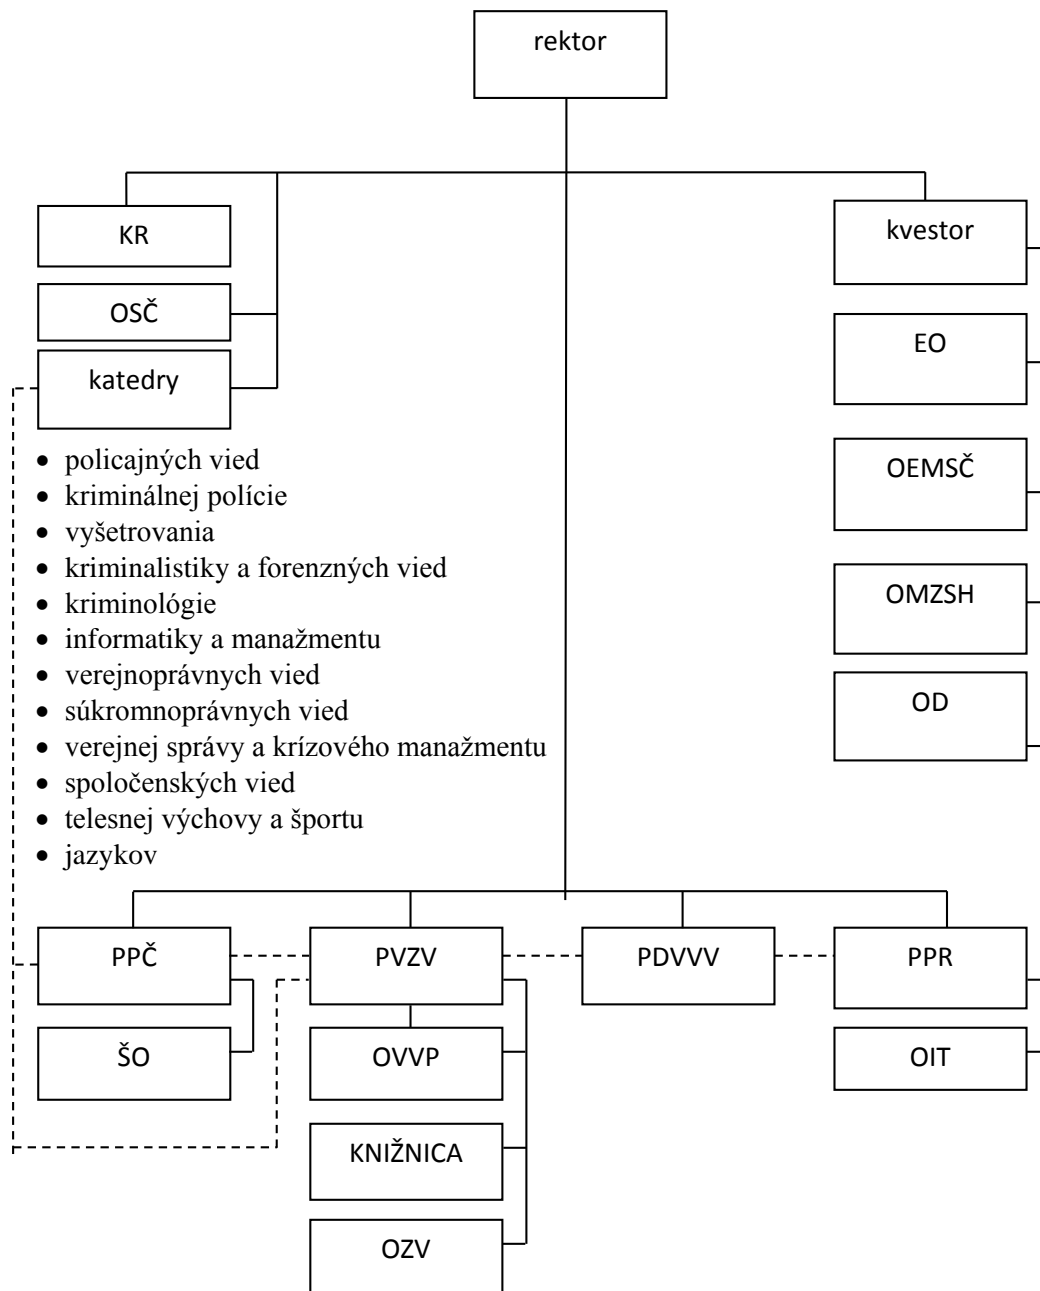 rektor
KR
kvestor
OSČ
EO
katedry
• policajných vied
• kriminálnej polície
• vyšetrovania
• kriminalistiky a forenzných vied
• kriminológie
• informatiky a manažmentu
• verejnoprávnych vied
• súkromnoprávnych vied
• verejnej správy a krízového manažmentu
• spoločenských vied
• telesnej výchovy a športu
• jazykov
OEMSČ
OMZSH
OD
PPČ
PVZV
PDVVV
PPR
ŠO
OVVP
OIT
KNIŽNICA
OZV